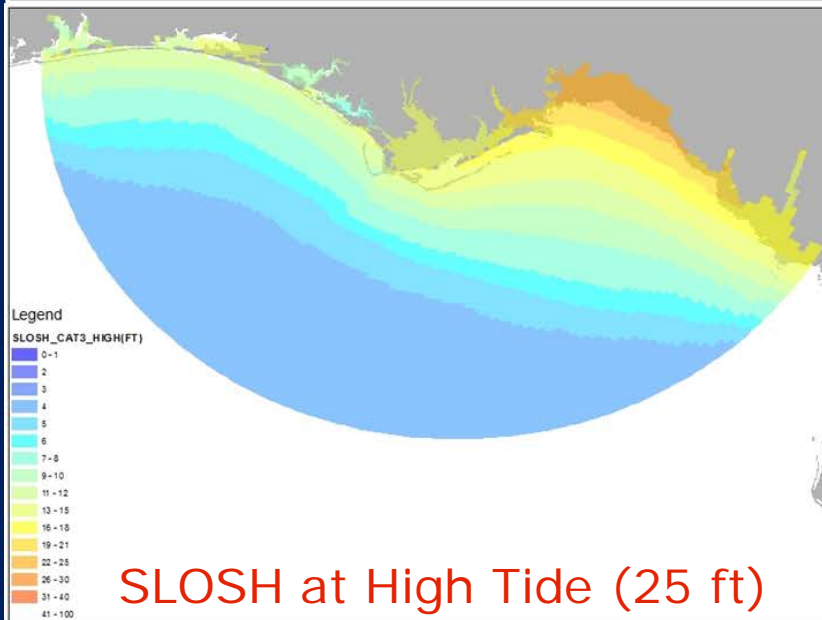 Legend
SLOSH_CAT3_HIGH(FT)
0 - 1
2
3
4
5
6
7 - 8
9 - 10
11 - 12
13 - 15
16 - 18
19 - 21
22 - 25
26 - 30
31 - 40
41 - 100
SLOSH at High Tide (25 ft)